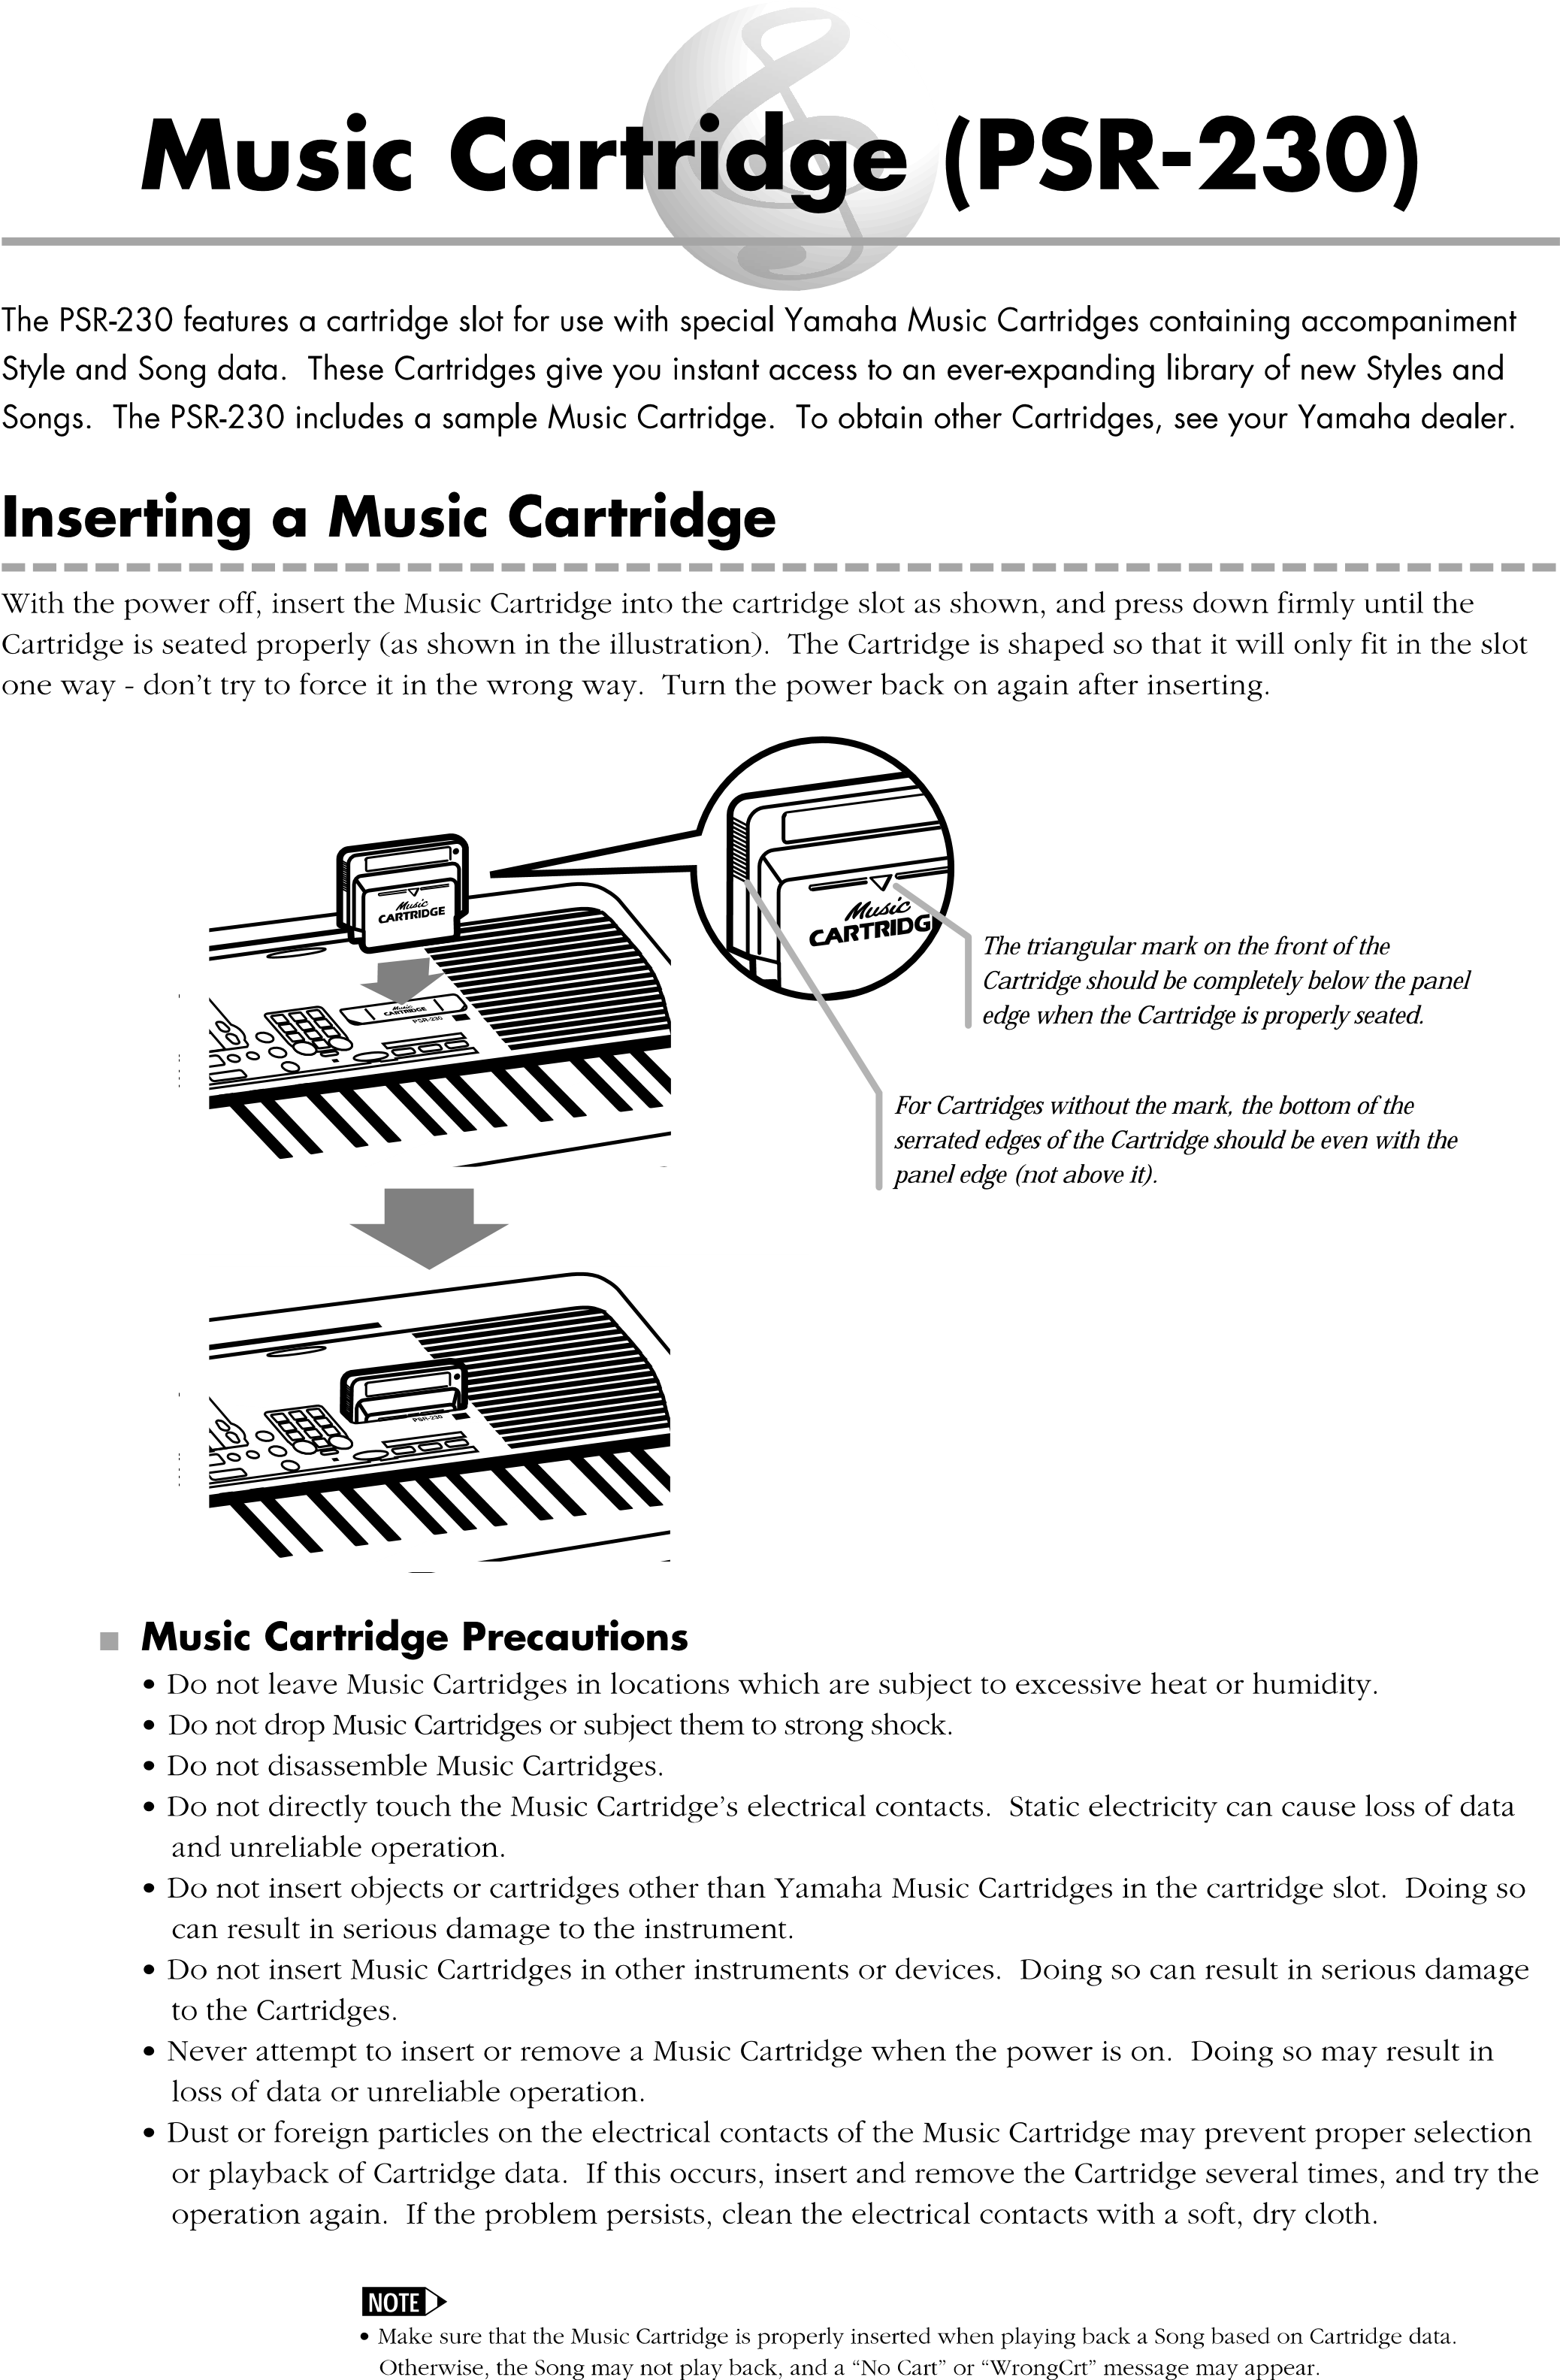 Music Cartridge (PSR-230)
The PSR-230 features a cartridge slot for use with special Yamaha Music Cartridges containing accompaniment
Style and Song data.  These Cartridges give you instant access to an ever-expanding library of new Styles and
Songs.  The PSR-230 includes a sample Music Cartridge.  To obtain other Cartridges, see your Yamaha dealer.
Inserting a Music Cartridge
With the power off, insert the Music Cartridge into the cartridge slot as shown, and press down firmly until the
Cartridge is seated properly (as shown in the illustration).  The Cartridge is shaped so that it will only fit in the slot
one way - don't try to force it in the wrong way.  Turn the power back on again after inserting.
Music
CARTRIDGE
Music
CARTRIDGE
PSR-230
Music
CARTRIDG
The triangular mark on the front of the
Cartridge should be completely below the panel
edge when the Cartridge is properly seated.
For Cartridges without the mark, the bottom of the
serrated edges of the Cartridge should be even with the
panel edge (not above it).
PSR-230
■ Music Cartridge Precautions
• Do not leave Music Cartridges in locations which are subject to excessive heat or humidity.
• Do not drop Music Cartridges or subject them to strong shock.
• Do not disassemble Music Cartridges.
• Do not directly touch the Music Cartridge's electrical contacts.  Static electricity can cause loss of data
and unreliable operation.
• Do not insert objects or cartridges other than Yamaha Music Cartridges in the cartridge slot.  Doing so
can result in serious damage to the instrument.
• Do not insert Music Cartridges in other instruments or devices.  Doing so can result in serious damage
to the Cartridges.
• Never attempt to insert or remove a Music Cartridge when the power is on.  Doing so may result in
loss of data or unreliable operation.
• Dust or foreign particles on the electrical contacts of the Music Cartridge may prevent proper selection
or playback of Cartridge data.  If this occurs, insert and remove the Cartridge several times, and try the
operation again.  If the problem persists, clean the electrical contacts with a soft, dry cloth.
NOTE
• Make sure that the Music Cartridge is properly inserted when playing back a Song based on Cartridge data.
Otherwise, the Song may not play back, and a “No Cart” or “WrongCrt” message may appear.